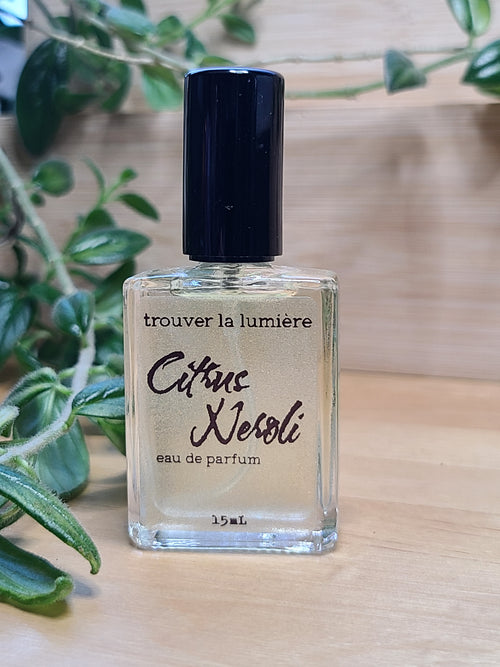 trouver la lumière
Citrus
Neroli
eau de parfum
15mL